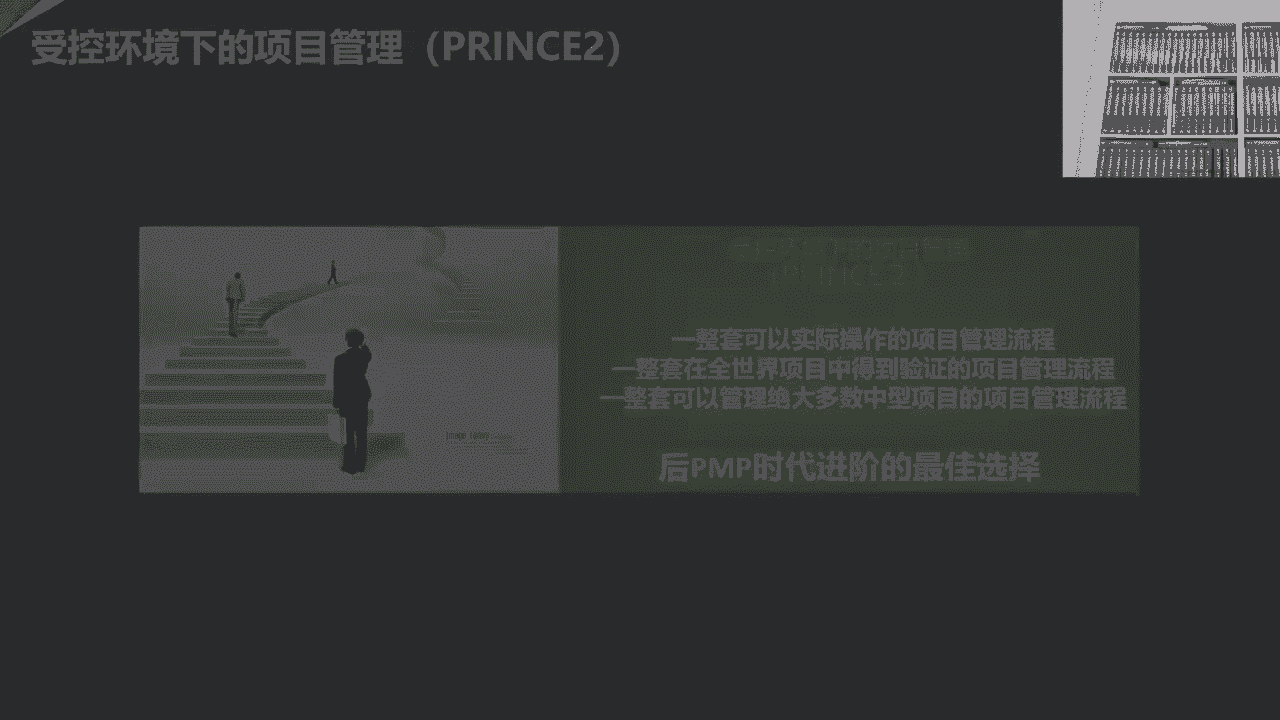 受控环境下的项目管理（PRINCE2）
一整套可以实际操作的项目管理流程
一整套在全世界项目中得到验证的项目管理流程
一整套可以管理绝大多数中型项目的项目管理流程
后PMP时代进阶的最佳选择